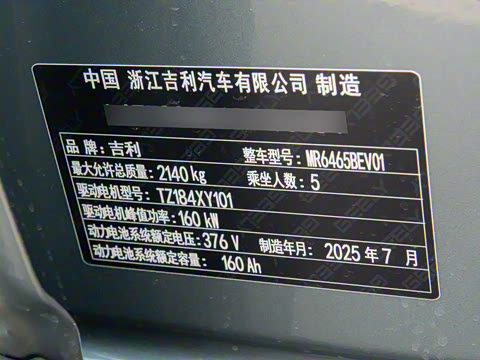 中国 浙江吉利汽车有限公司 制造
品 牌:吉利 整车型号:MR6465BEV01
最大允许总质量:2140 kg 乘坐人数:5
驱动电机型号:TZ184XY101
驱动电机峰值功率:160 kW
动力电池系统额定电压:376 V 制造年月:2025 年 7 月
动力电池系统额定容量:160 Ah